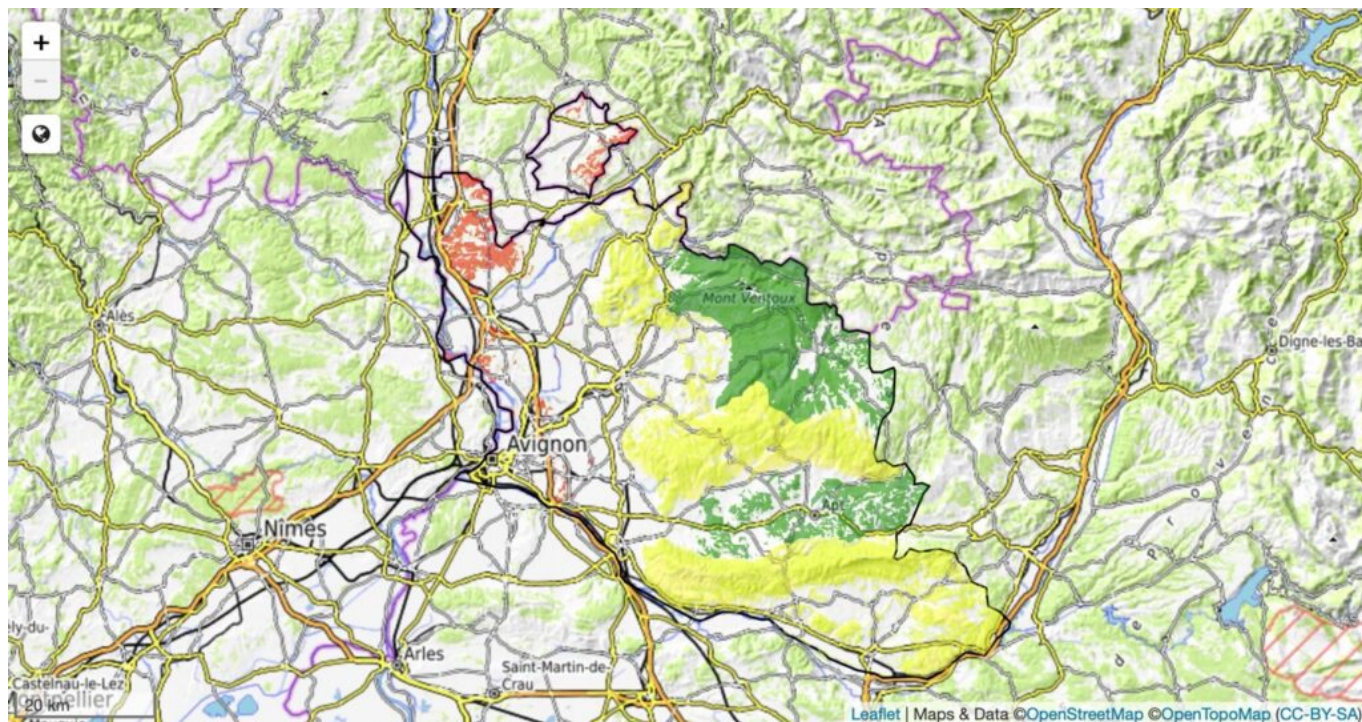 +
−
Mont Ventoux
Alès
Digne-les-Ba
Avignon
Apt
Nîmes
Arles
Saint-Martin-de-
Crau
ely-du-
Castelnau-le-Lez
Montpellier
20 km
Leaflet | Maps & Data ©OpenStreetMap ©OpenTopoMap (CC-BY-SA)